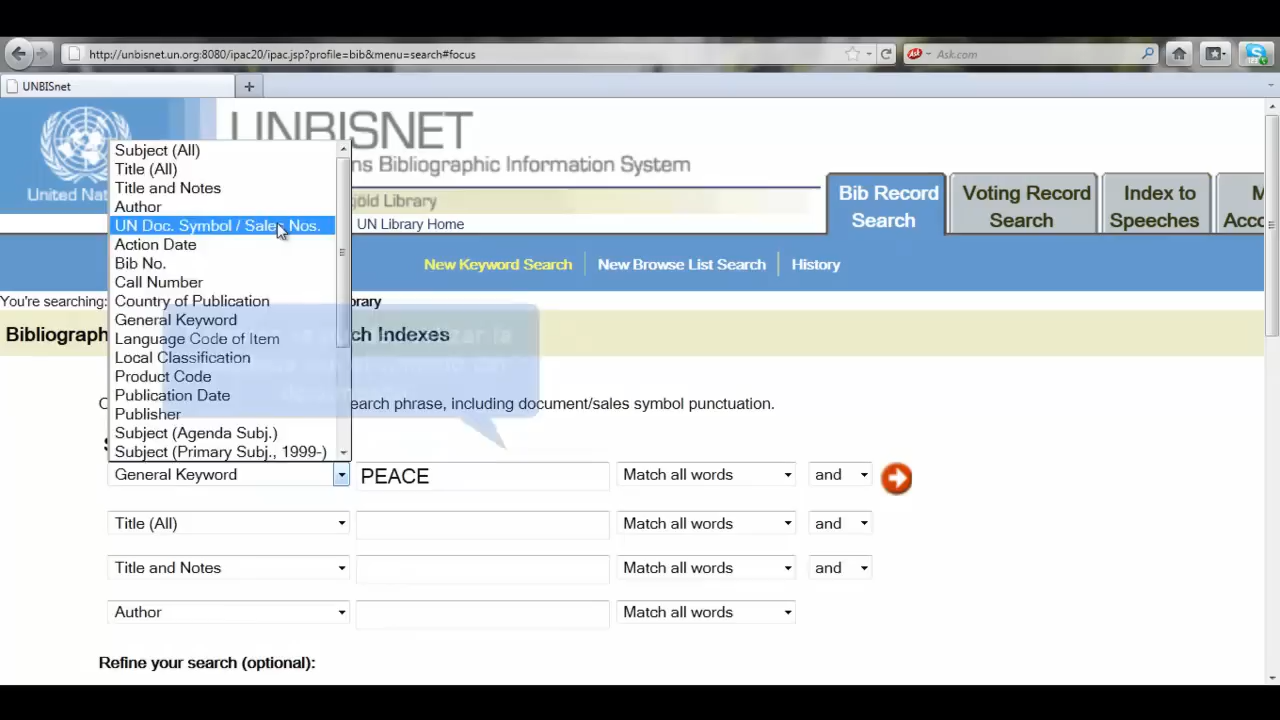 http://unbisnet.un.org:8080/ipac20/ipac.jsp?profile=bib&menu=search#focus
Ask.com
UNBISnet
UNBISNET
ns Bibliographic Information System
United Nat
jöld Library
UN Library Home
Bib Record Search
Voting Record Search
Index to Speeches
New Keyword Search
New Browse List Search
History
You're searching:
brary
Bibliograph
ch Indexes
earch phrase, including document/sales symbol punctuation.
Subject (All)
Title (All)
Title and Notes
Author
UN Doc. Symbol / Sales Nos.
Action Date
Bib No.
Call Number
Country of Publication
General Keyword
Language Code of Item
Local Classification
Product Code
Publication Date
Publisher
Subject (Agenda Subj.)
Subject (Primary Subj., 1999-)
General Keyword PEACE Match all words and
Title (All) Match all words and
Title and Notes Match all words and
Author Match all words
Refine your search (optional):